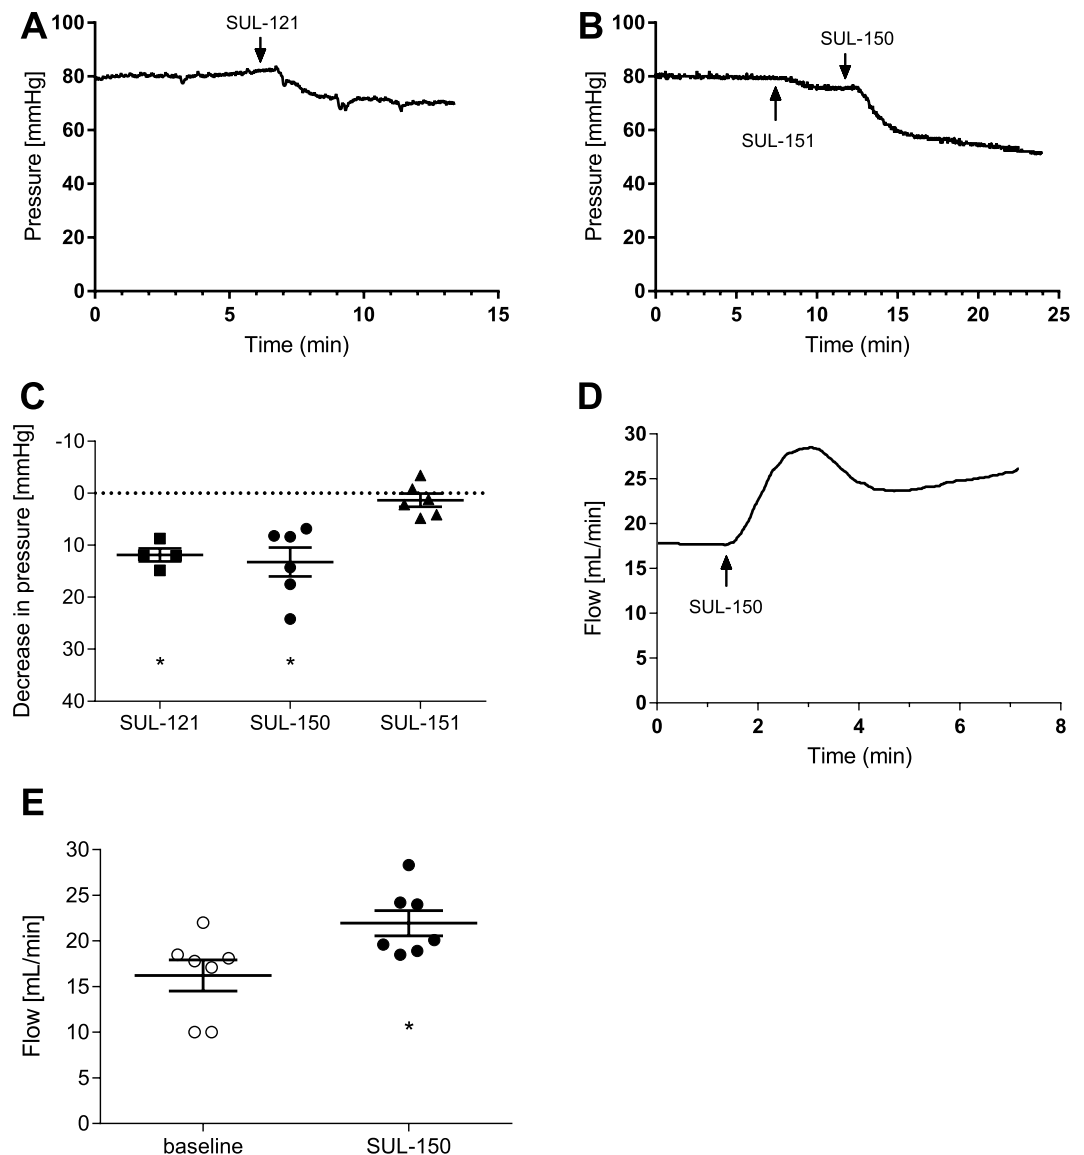 A
SUL-121
Pressure [mmHg]
100
80
60
40
20
0
0 5 10 15
Time (min)
B
SUL-150
SUL-151
Pressure [mmHg]
100
80
60
40
20
0
0 5 10 15 20 25
Time (min)
C
Decrease in pressure [mmHg]
-10
0
10
20
30
40
* *
SUL-121 SUL-150 SUL-151
D
Flow [mL/min]
30
25
20
15
10
5
0
SUL-150
0 2 4 6 8
Time (min)
E
Flow [mL/min]
30
25
20
15
10
5
0
*
baseline SUL-150